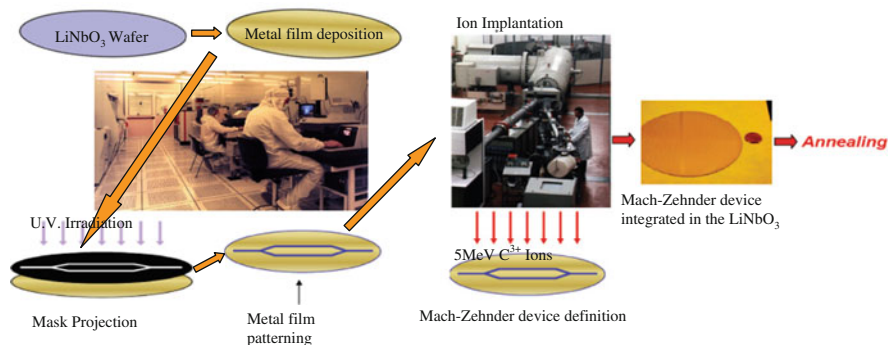 LiNbO₃ Wafer
Metal film deposition
Ion Implantation
Annealing
Mach-Zehnder device
integrated in the LiNbO₃
U.V. Irradiation
5MeV C³⁺ Ions
Mask Projection
Metal film
patterning
Mach-Zehnder device definition